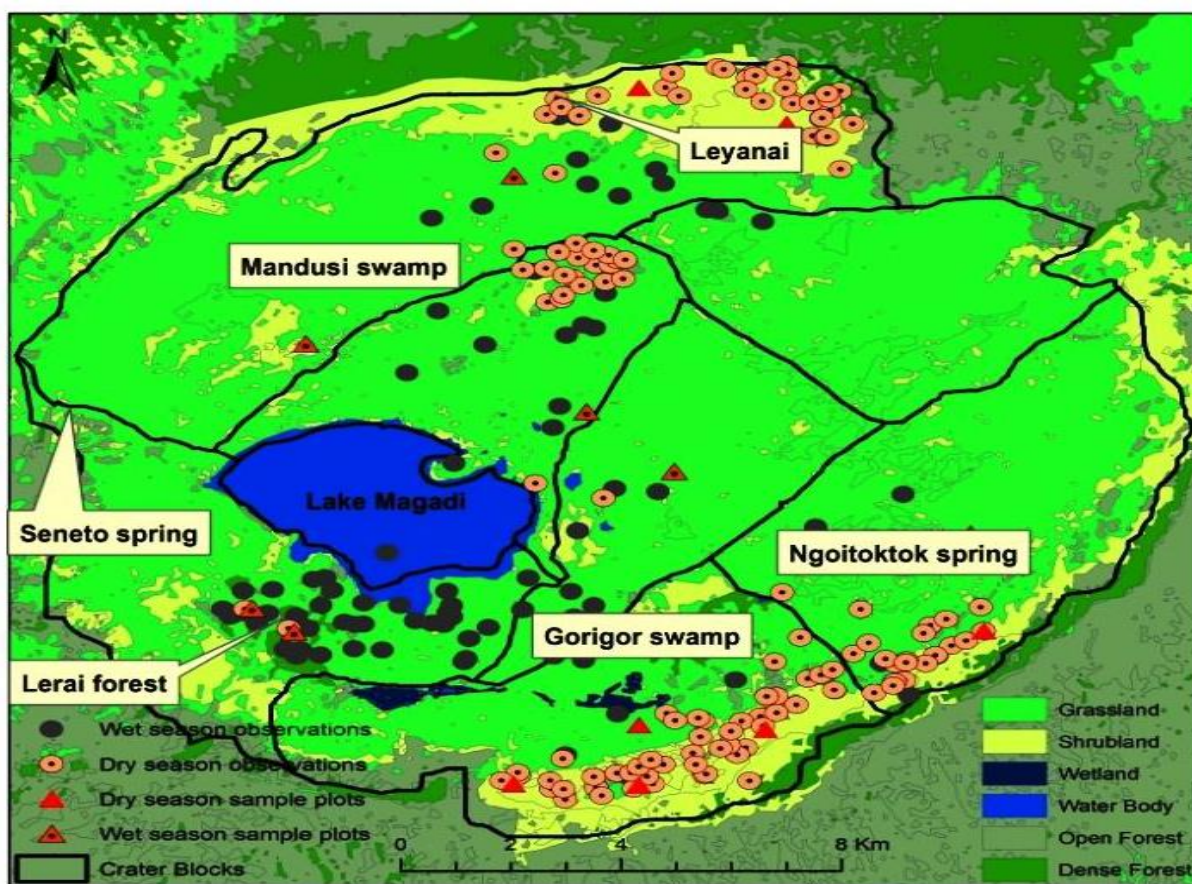 N
Leyanai
Mandusi swamp
Lake Magadi
Seneto spring
Ngoitoktok spring
Gorigor swamp
Lerai forest
Wet season observations
Dry season observations
Dry season sample plots
Wet season sample plots
Crater Blocks
0 2 4 8 Km
Grassland
Shrubland
Wetland
Water Body
Open Forest
Dense Forest